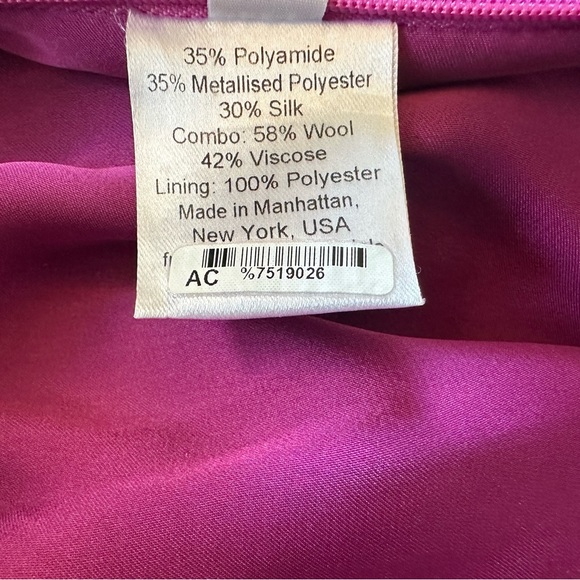 35% Polyamide
35% Metallised Polyester
30% Silk
Combo: 58% Wool
42% Viscose
Lining: 100% Polyester
Made in Manhattan,
New York, USA
AC %7519026